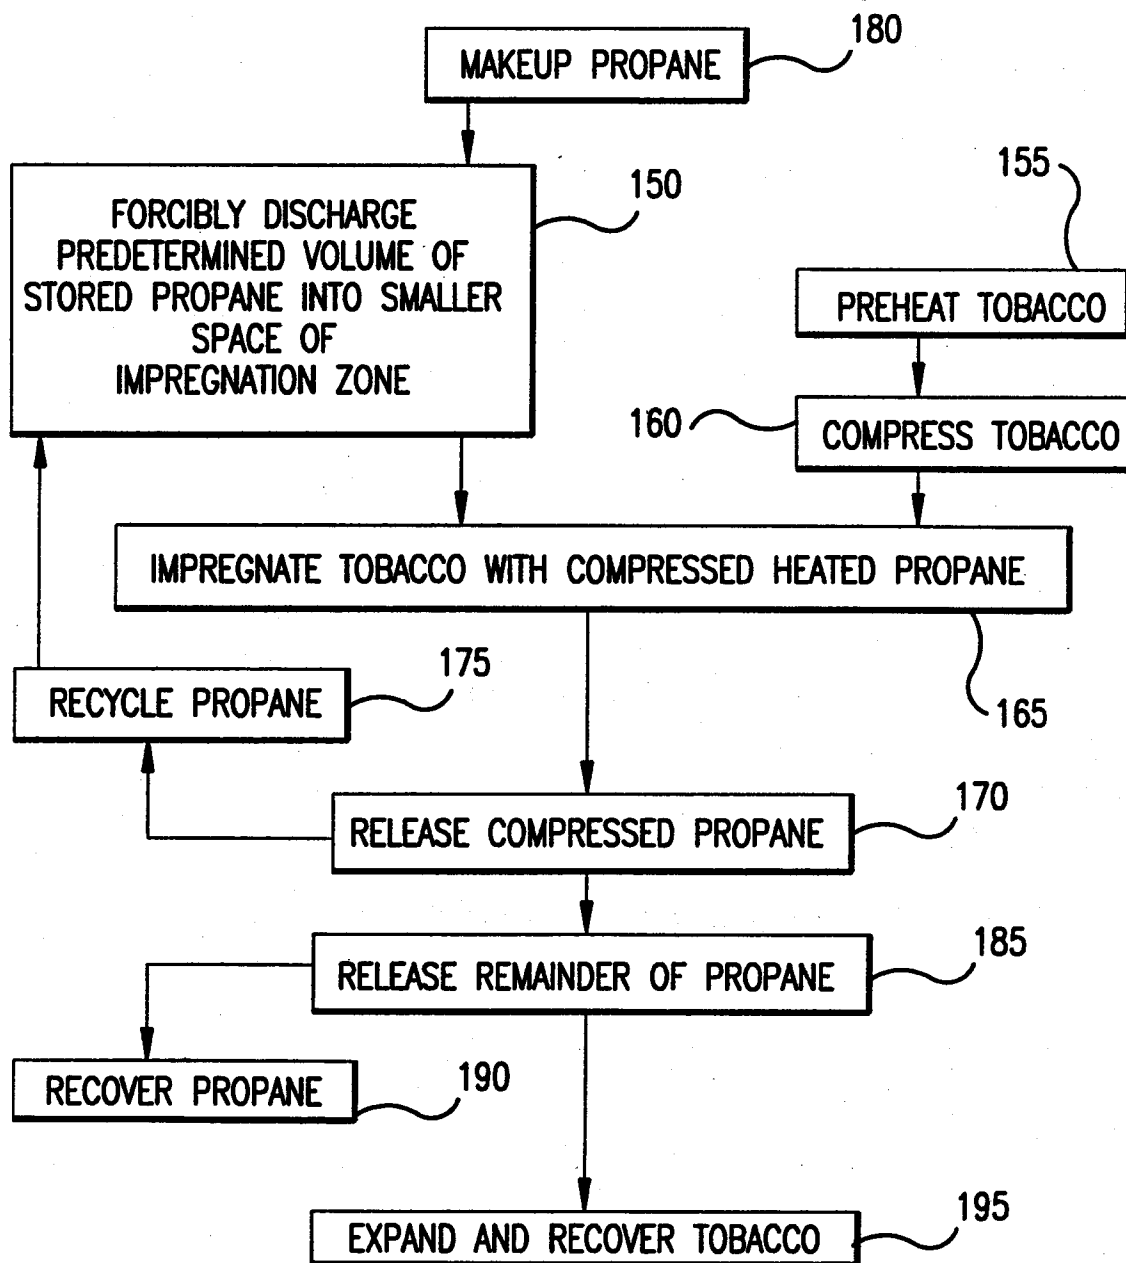 MAKEUP PROPANE
180
FORCIBLY DISCHARGE
PREDETERMINED VOLUME OF
STORED PROPANE INTO SMALLER
SPACE OF
IMPREGNATION ZONE
150
155
PREHEAT TOBACCO
160
COMPRESS TOBACCO
IMPREGNATE TOBACCO WITH COMPRESSED HEATED PROPANE
165
RECYCLE PROPANE
175
RELEASE COMPRESSED PROPANE
170
RELEASE REMAINDER OF PROPANE
185
RECOVER PROPANE
190
EXPAND AND RECOVER TOBACCO
195